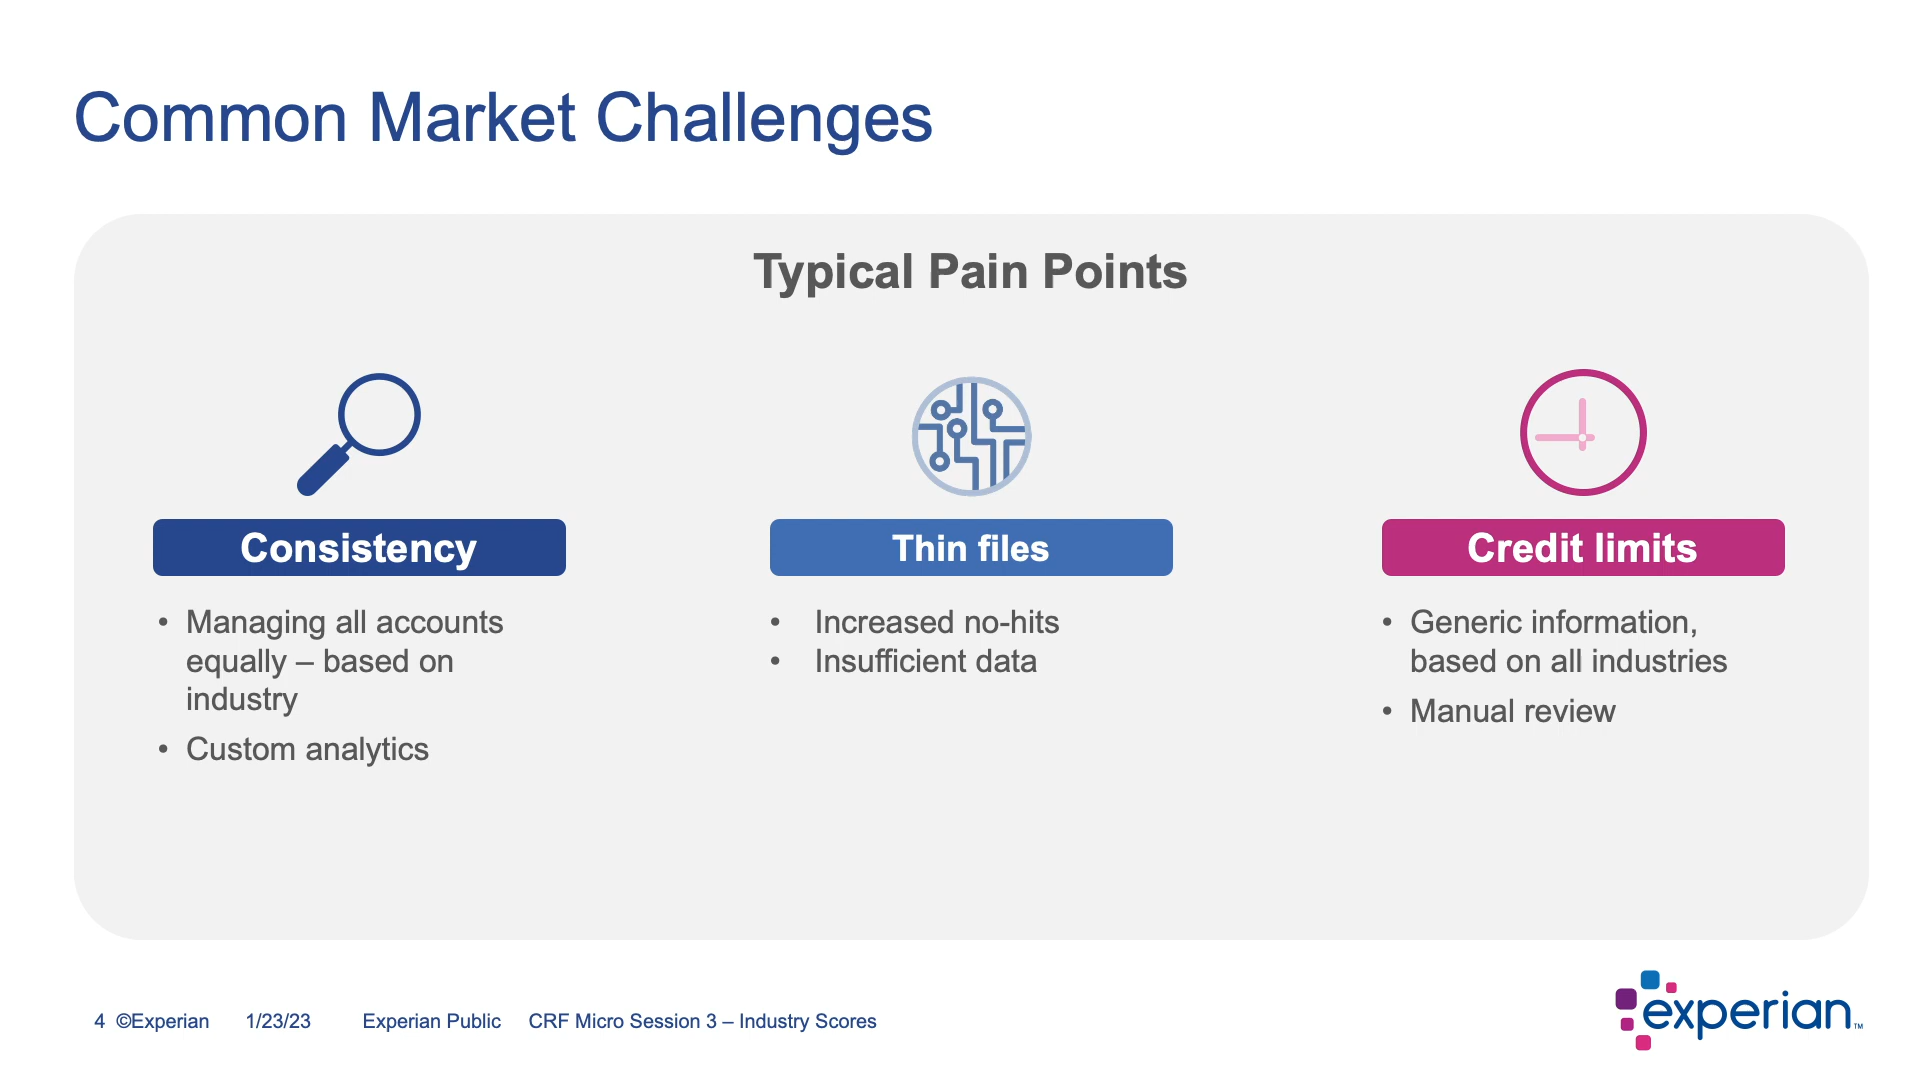 Common Market Challenges
Typical Pain Points
Consistency
• Managing all accounts
equally – based on
industry
• Custom analytics
Thin files
• Increased no-hits
• Insufficient data
Credit limits
• Generic information,
based on all industries
• Manual review
4 ©Experian 1/23/23 Experian Public CRF Micro Session 3 – Industry Scores
experian™